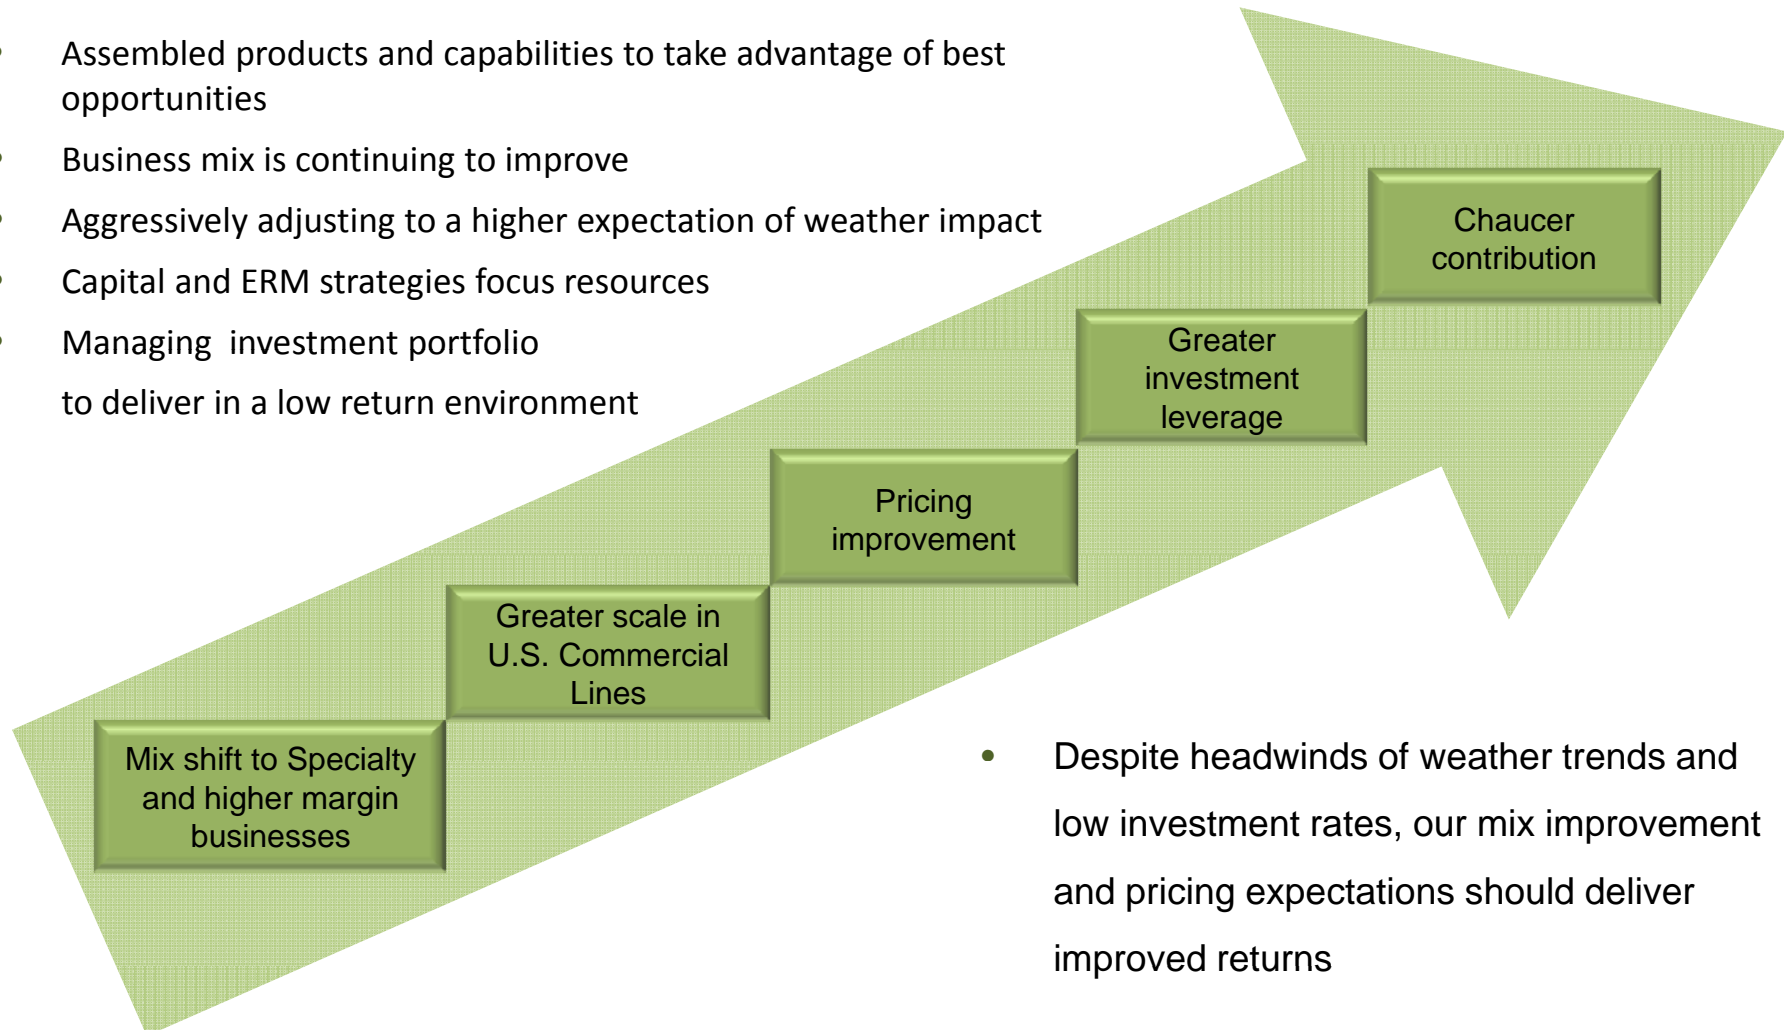 • Assembled products and capabilities to take advantage of best
opportunities
• Business mix is continuing to improve
• Aggressively adjusting to a higher expectation of weather impact
• Capital and ERM strategies focus resources
• Managing investment portfolio
to deliver in a low return environment
Chaucer
contribution
Greater
investment
leverage
Pricing
improvement
Greater scale in
U.S. Commercial
Lines
Mix shift to Specialty
and higher margin
businesses
• Despite headwinds of weather trends and
low investment rates, our mix improvement
and pricing expectations should deliver
improved returns